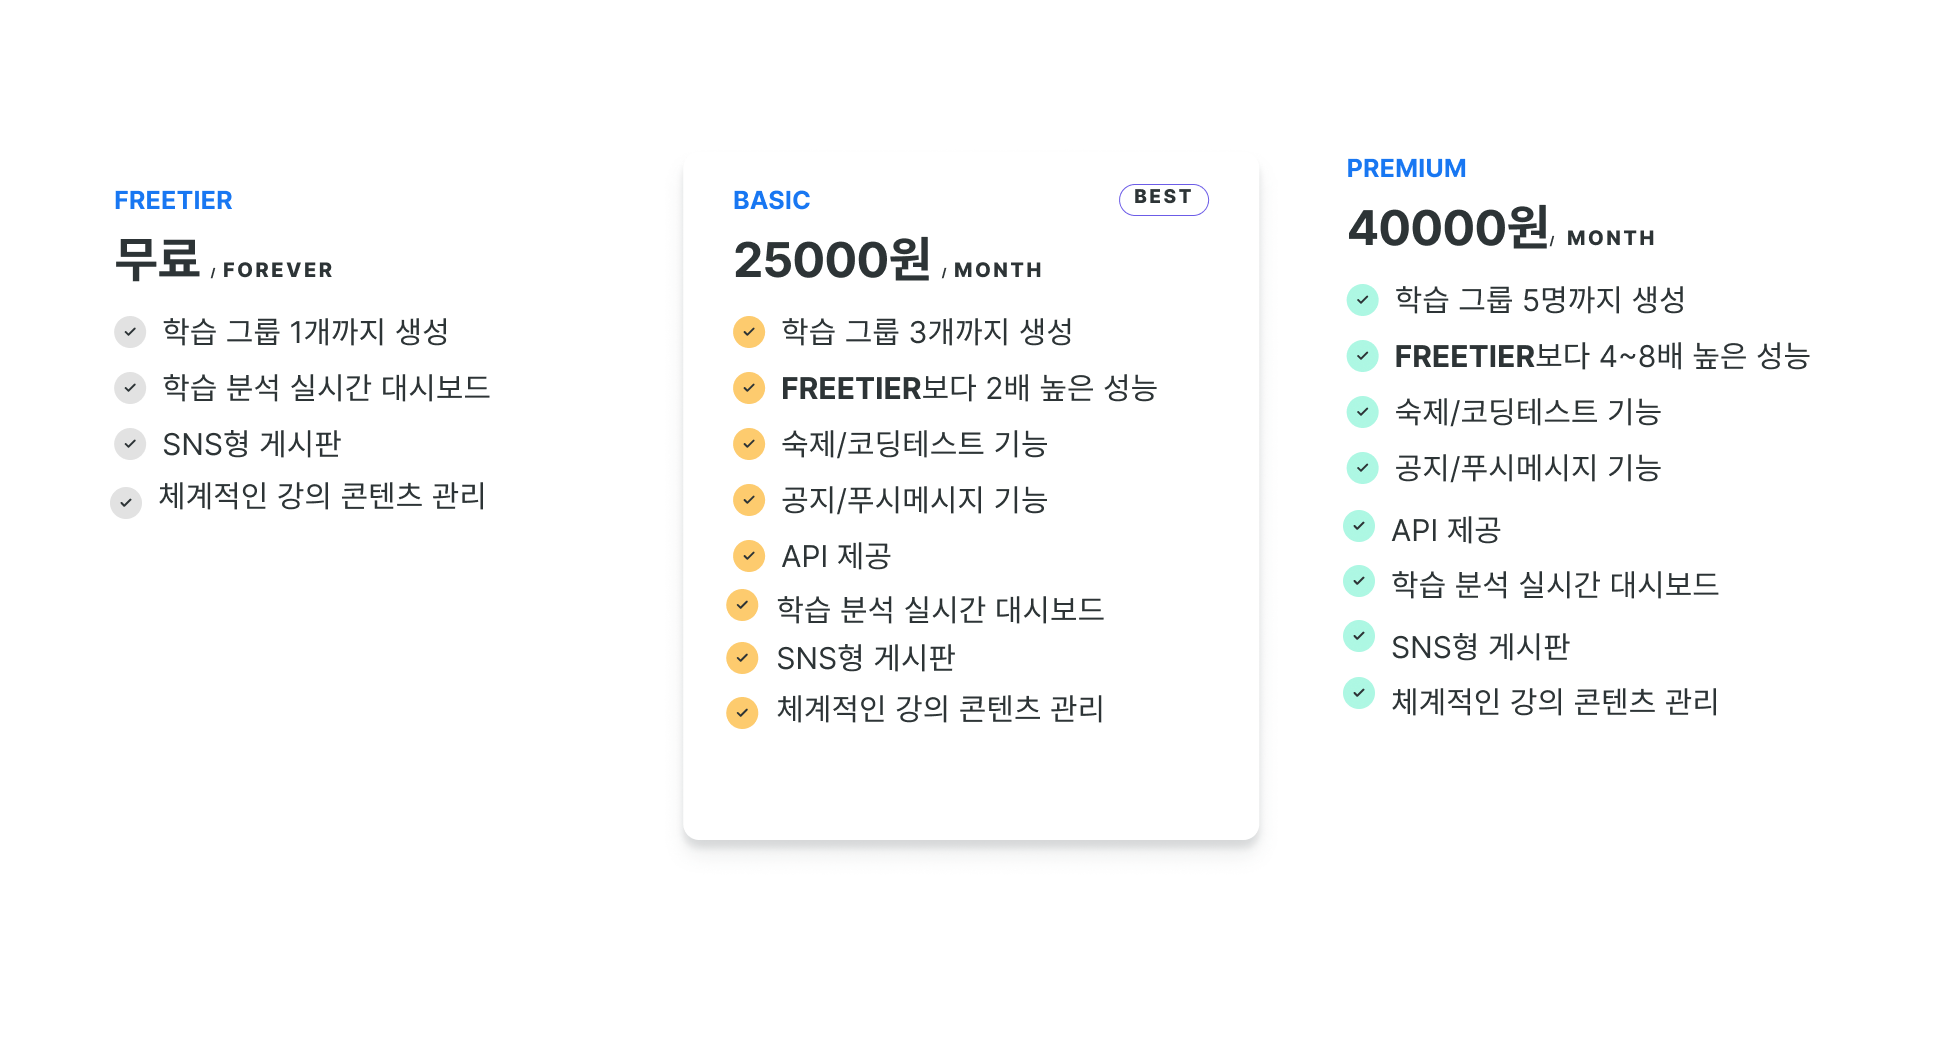 FREETIER
무료 / FOREVER
학습 그룹 1개까지 생성
학습 분석 실시간 대시보드
SNS형 게시판
체계적인 강의 콘텐츠 관리
BASIC
BEST
25000원 / MONTH
학습 그룹 3개까지 생성
FREETIER보다 2배 높은 성능
숙제/코딩테스트 기능
공지/푸시메시지 기능
API 제공
학습 분석 실시간 대시보드
SNS형 게시판
체계적인 강의 콘텐츠 관리
PREMIUM
40000원/ MONTH
학습 그룹 5명까지 생성
FREETIER보다 4~8배 높은 성능
숙제/코딩테스트 기능
공지/푸시메시지 기능
API 제공
학습 분석 실시간 대시보드
SNS형 게시판
체계적인 강의 콘텐츠 관리